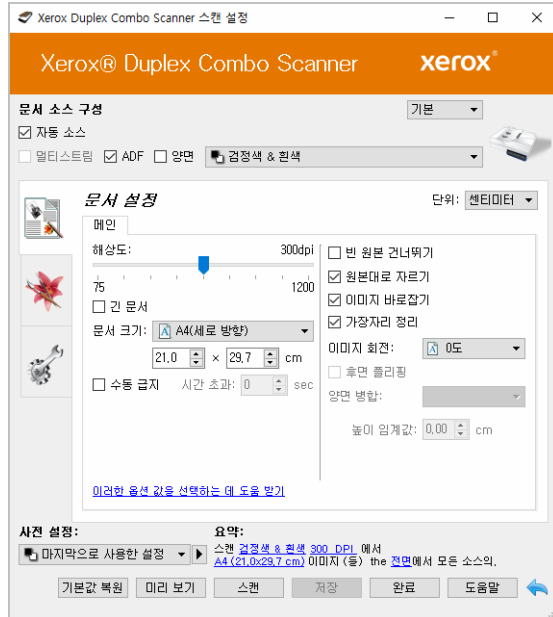 Xerox Duplex Combo Scanner 스캔 설정
Xerox® Duplex Combo Scanner
xerox®
문서 소스 구성
기본
자동 소스
멀티스트림 ADF 양면 검정색 & 흰색
문서 설정
단위: 센티미터
메인
해상도: 300dpi
75 1200
긴 문서
문서 크기: A4(세로 방향)
21,0 × 29,7 cm
수동 급지 시간 초과: 0 sec
이러한 옵션 값을 선택하는 데 도움 받기
빈 원본 건너뛰기
원본대로 자르기
이미지 바로잡기
가장자리 정리
이미지 회전: 0도
후면 플리핑
양면 병합:
높이 임계값: 0,00 cm
사전 설정:
마지막으로 사용한 설정
요약:
스캔 검정색 & 흰색 300 DPI 에서
A4 (21,0x29,7 cm) 이미지 (등) the 전면에서 모든 소스의,
기본값 복원 미리 보기 스캔 저장 완료 도움말